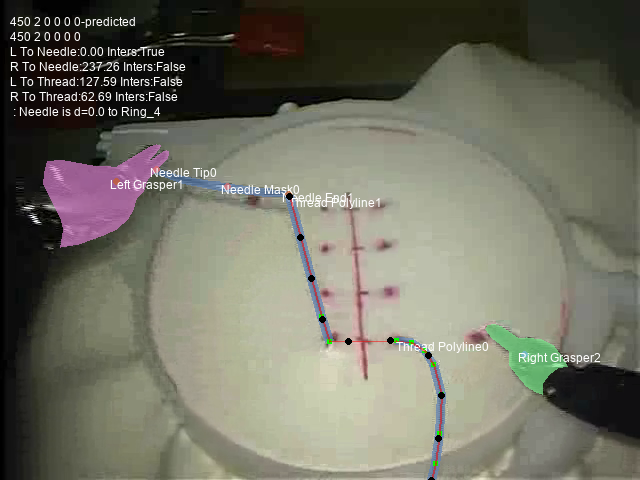 450 2 0 0 0 0-predicted
450 2 0 0 0 0
L To Needle:0.00 Inters:True
R To Needle:237.26 Inters:False
L To Thread:127.59 Inters:False
R To Thread:62.69 Inters:False
: Needle is d=0.0 to Ring_4
Needle Tip0
Left Grasper1
Needle Mask0
Needle End1
Thread Polyline1
Thread Polyline0
Right Grasper2